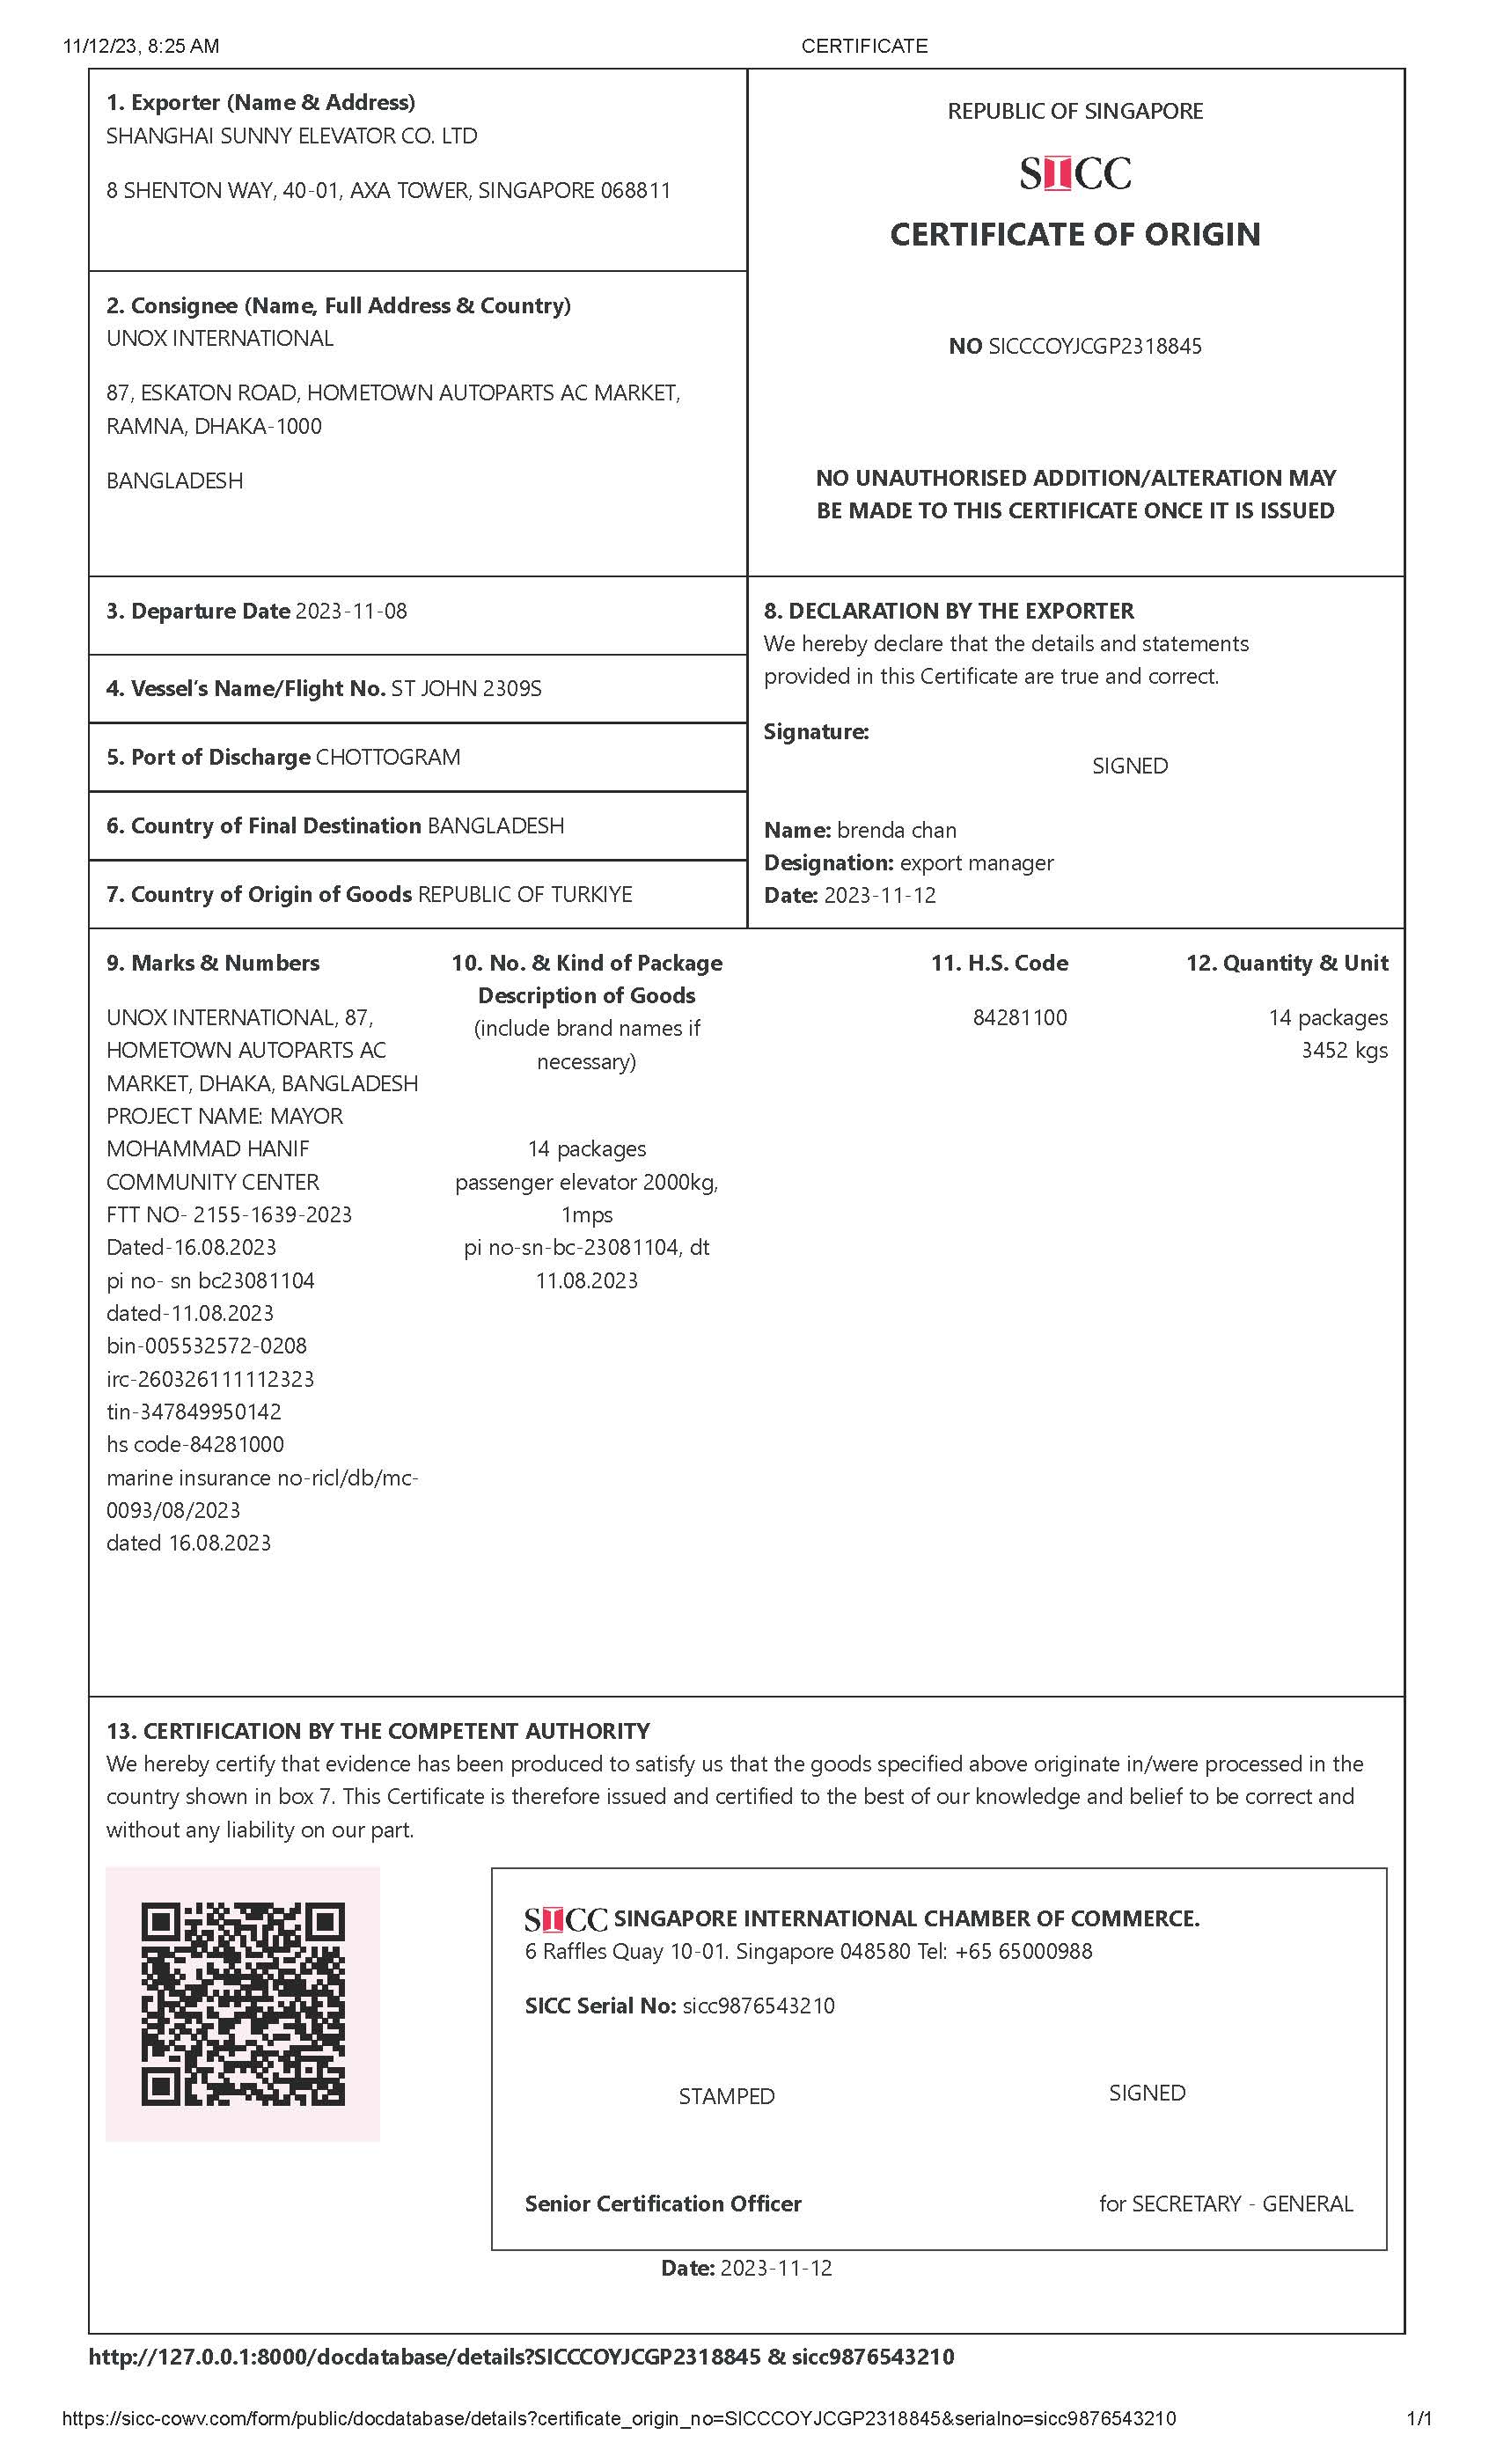 11/12/23, 8:25 AM
CERTIFICATE
1. Exporter (Name & Address)
SHANGHAI SUNNY ELEVATOR CO. LTD
8 SHENTON WAY, 40-01, AXA TOWER, SINGAPORE 068811
REPUBLIC OF SINGAPORE
SICC
CERTIFICATE OF ORIGIN
NO SICCCOYJCGP2318845
NO UNAUTHORISED ADDITION/ALTERATION MAY
BE MADE TO THIS CERTIFICATE ONCE IT IS ISSUED
2. Consignee (Name, Full Address & Country)
UNOX INTERNATIONAL
87, ESKATON ROAD, HOMETOWN AUTOPARTS AC MARKET,
RAMNA, DHAKA-1000
BANGLADESH
3. Departure Date 2023-11-08
4. Vessel's Name/Flight No. ST JOHN 2309S
5. Port of Discharge CHOTTOGRAM
6. Country of Final Destination BANGLADESH
7. Country of Origin of Goods REPUBLIC OF TURKIYE
8. DECLARATION BY THE EXPORTER
We hereby declare that the details and statements
provided in this Certificate are true and correct.
Signature:
SIGNED
Name: brenda chan
Designation: export manager
Date: 2023-11-12
9. Marks & Numbers
UNOX INTERNATIONAL, 87,
HOMETOWN AUTOPARTS AC
MARKET, DHAKA, BANGLADESH
PROJECT NAME: MAYOR
MOHAMMAD HANIF
COMMUNITY CENTER
FTT NO- 2155-1639-2023
Dated-16.08.2023
pi no- sn bc23081104
dated-11.08.2023
bin-005532572-0208
irc-260326111112323
tin-347849950142
hs code-84281000
marine insurance no-ricl/db/mc-
0093/08/2023
dated 16.08.2023
10. No. & Kind of Package
Description of Goods
(include brand names if
necessary)
14 packages
passenger elevator 2000kg,
1mps
pi no-sn-bc-23081104, dt
11.08.2023
11. H.S. Code
84281100
12. Quantity & Unit
14 packages
3452 kgs
13. CERTIFICATION BY THE COMPETENT AUTHORITY
We hereby certify that evidence has been produced to satisfy us that the goods specified above originate in/were processed in the
country shown in box 7. This Certificate is therefore issued and certified to the best of our knowledge and belief to be correct and
without any liability on our part.
SICC SINGAPORE INTERNATIONAL CHAMBER OF COMMERCE.
6 Raffles Quay 10-01. Singapore 048580 Tel: +65 65000988
SICC Serial No: sicc9876543210
STAMPED
SIGNED
Senior Certification Officer
for SECRETARY - GENERAL
Date: 2023-11-12
http://127.0.0.1:8000/docdatabase/details?SICCCOYJCGP2318845 & sicc9876543210
https://sicc-cowv.com/form/public/docdatabase/details?certificate_origin_no=SICCCOYJCGP2318845&serialno=sicc9876543210
1/1